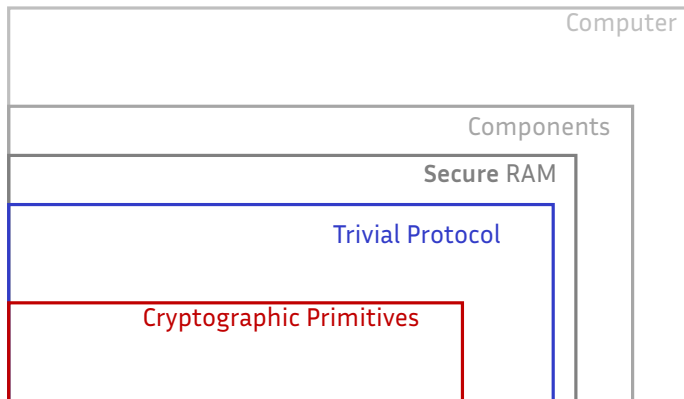 Computer
Components
Secure RAM
Trivial Protocol
Cryptographic Primitives